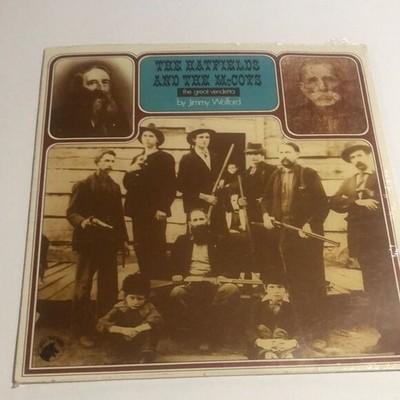 THE HATFIELDS
AND THE McCOYS
the great vendetta
by Jimmy Wolford